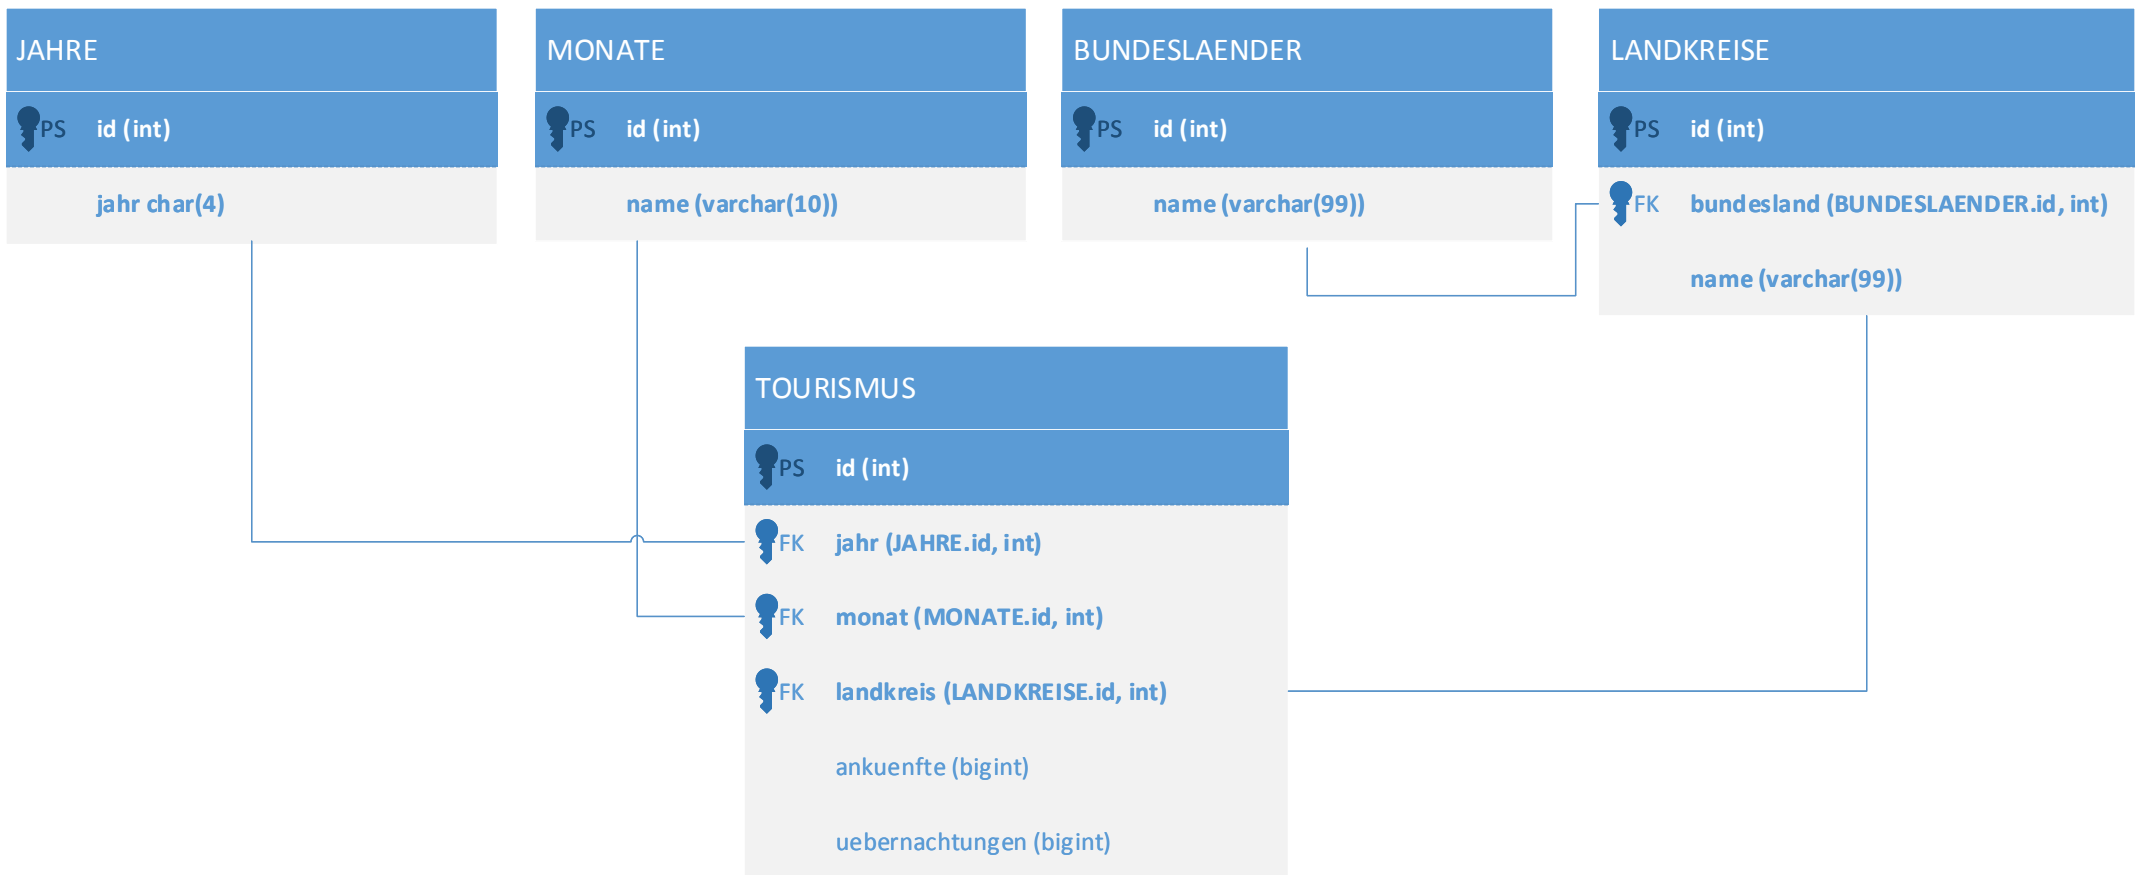 JAHRE
PS id (int)
jahr char(4)
MONATE
PS id (int)
name (varchar(10))
BUNDESLAENDER
PS id (int)
name (varchar(99))
LANDKREISE
PS id (int)
FK bundesland (BUNDESLAENDER.id, int)
name (varchar(99))
TOURISMUS
PS id (int)
FK jahr (JAHRE.id, int)
FK monat (MONATE.id, int)
FK landkreis (LANDKREISE.id, int)
ankuenfte (bigint)
uebernachtungen (bigint)